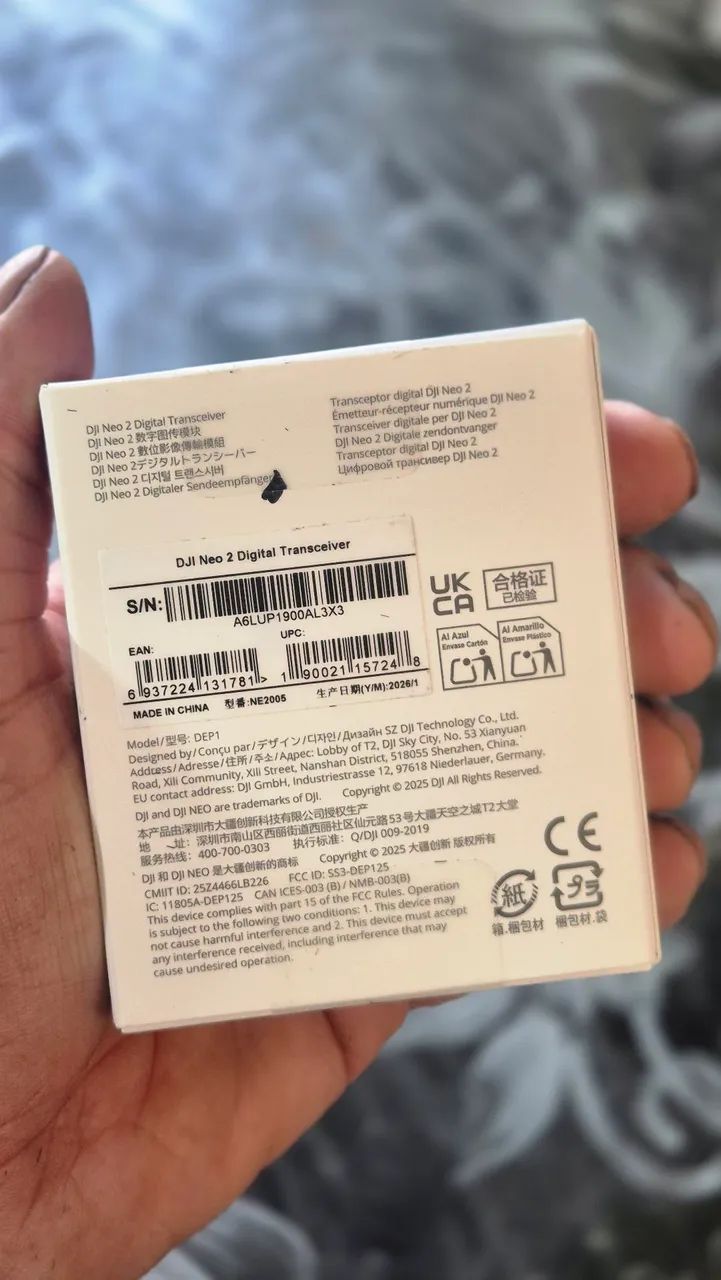 DJI Neo 2 Digital Transceiver
DJI Neo 2 数字图传模块
DJI Neo 2 數位影像傳輸模組
DJI Neo 2デジタルトランシーバー
DJI Neo 2 디지털 트랜스시버
DJI Neo 2 Digitaler Sendeempfänger
Transceptor digital DJI Neo 2
Émetteur-récepteur numérique DJI Neo 2
Transceiver digitale per DJI Neo 2
DJI Neo 2 Digitale zendontvanger
Transceptor digital DJI Neo 2
Цифровой трансивер DJI Neo 2
DJI Neo 2 Digital Transceiver
S/N:
A6LUP1900AL3X3
EAN:
UPC:
6 937224 131781 >
1 90021 15724 8
MADE IN CHINA 型番:NE2005 生产日期(Y/M):2026/1
UK
CA
合格证
已检验
Al Azul
Envase Cartón
Al Amarillo
Envase Plástico
Model/型号: DEP1
Designed by/Conçu par/デザイン/디자인/Дизайн SZ DJI Technology Co., Ltd.
Address/Adresse/住所/주소/Адрес: Lobby of T2, DJI Sky City, No. 53 Xianyuan
Road, Xili Community, Xili Street, Nanshan District, 518055 Shenzhen, China.
EU contact address: DJI GmbH, Industriestrasse 12, 97618 Niederlauer, Germany.
DJI and DJI NEO are trademarks of DJI. Copyright © 2025 DJI All Rights Reserved.
本产品由深圳市大疆创新科技有限公司授权生产
地 址: 深圳市南山区西丽街道西丽社区仙元路53号大疆天空之城T2大堂
服务热线: 400-700-0303 执行标准: Q/DJI 009-2019
DJI 和 DJI NEO 是大疆创新的商标 Copyright © 2025 大疆创新 版权所有
CMIIT ID: 25Z4466LB226 FCC ID: SS3-DEP125
IC: 11805A-DEP125 CAN ICES-003 (B) / NMB-003(B)
This device complies with part 15 of the FCC Rules. Operation
is subject to the following two conditions: 1. This device may
not cause harmful interference and 2. This device must accept
any interference received, including interference that may
cause undesired operation.
CE
紙
プラ
箱.梱包材
梱包材.袋